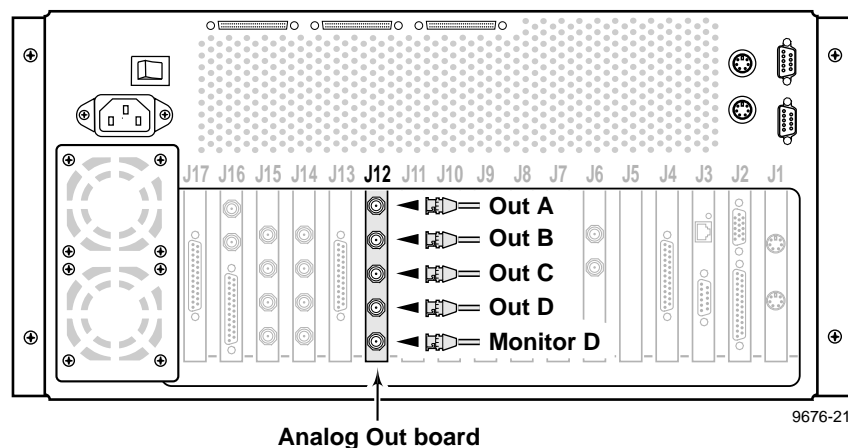 J17 J16 J15 J14 J13 J12 J11 J10 J9 J8 J7 J6 J5 J4 J3 J2 J1
Out A
Out B
Out C
Out D
Monitor D
9676-21
Analog Out board